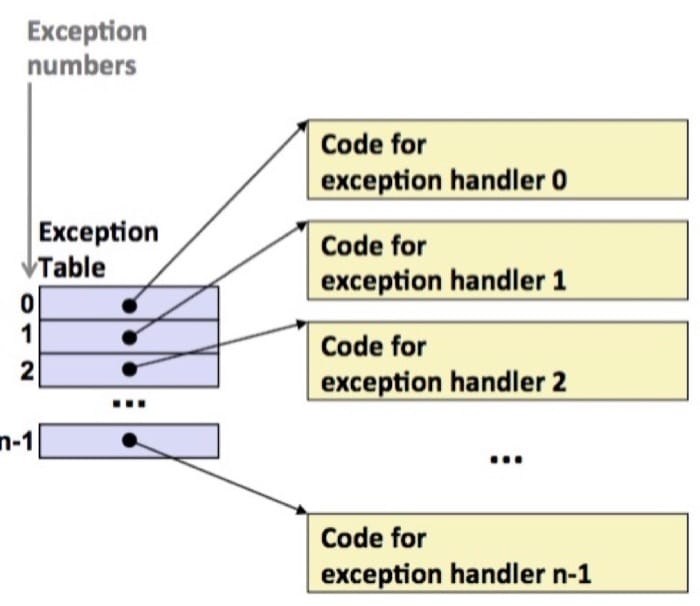 Exception
numbers
Code for
exception handler 0
Exception
Table
Code for
exception handler 1
0
1
2
Code for
exception handler 2
...
n-1
...
Code for
exception handler n-1